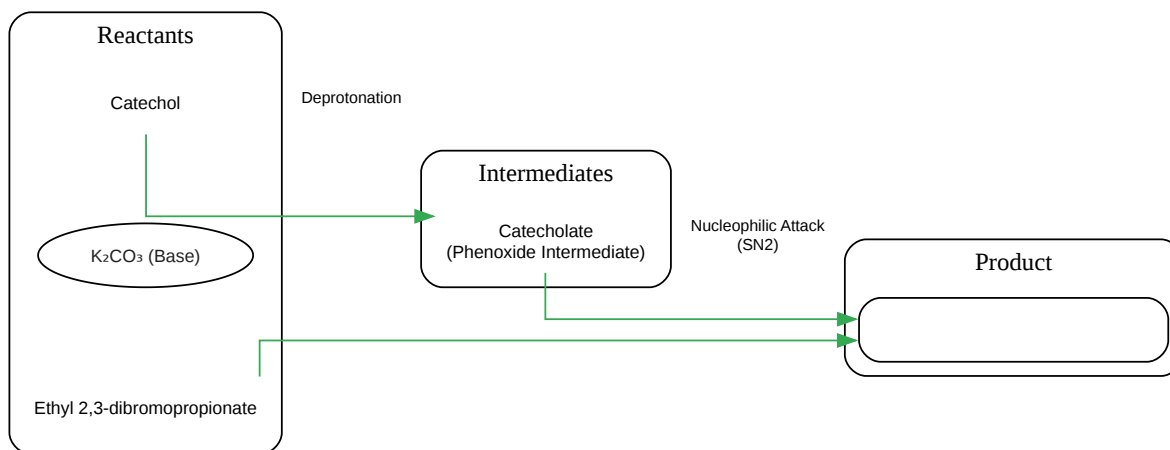 Reactants
Catechol
Deprotonation
K₂CO₃ (Base)
Ethyl 2,3-dibromopropionate
Intermediates
Catecholate
(Phenoxide Intermediate)
Nucleophilic Attack
(SN2)
Product